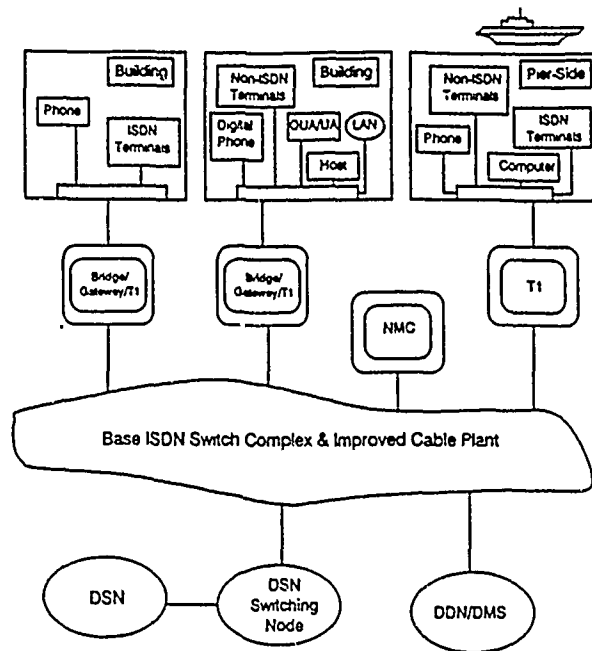 Building
Phone
ISDN
Terminals
Non-ISDN
Terminals
Building
Digital
Phone
OUA/UA
LAN
Host
Non-ISDN
Terminals
Pier-Side
Phone
ISDN
Terminals
Computer
Bridge/
Gateway/T1
Bridge/
Gateway/T1
NMC
T1
Base ISDN Switch Complex & Improved Cable Plant
DSN
DSN
Switching
Node
DDN/DMS